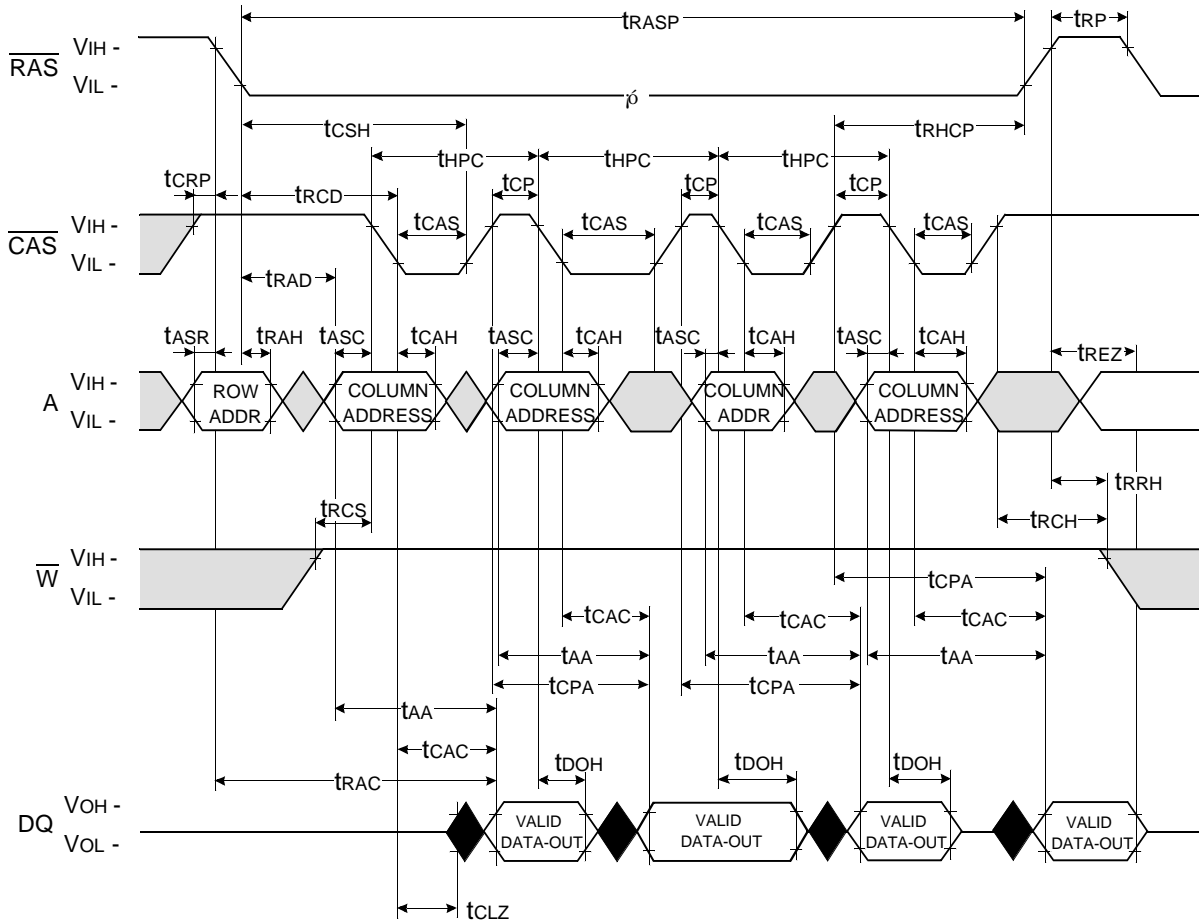 tRASP
tRP
RAS
VIH -
VIL -
ró
tCSH
tRHCP
tHPC
tHPC
tHPC
tCRP
tRCD
tCP
tCP
tCP
CAS
VIH -
VIL -
tCAS
tCAS
tCAS
tCAS
tRAD
tASR
tRAH
tASC
tCAH
tASC
tCAH
tASC
tCAH
tASC
tCAH
tREZ
A
VIH -
VIL -
ROW
ADDR
COLUMN
ADDRESS
COLUMN
ADDRESS
COLUMN
ADDR
COLUMN
ADDRESS
tRRH
tRCS
tRCH
W
VIH -
VIL -
tCPA
tCAC
tCAC
tCAC
tAA
tAA
tAA
tCPA
tCPA
tAA
tCAC
tRAC
tDOH
tDOH
tDOH
DQ
VOH -
VOL -
VALID
DATA-OUT
VALID
DATA-OUT
VALID
DATA-OUT
VALID
DATA-OUT
tCLZ